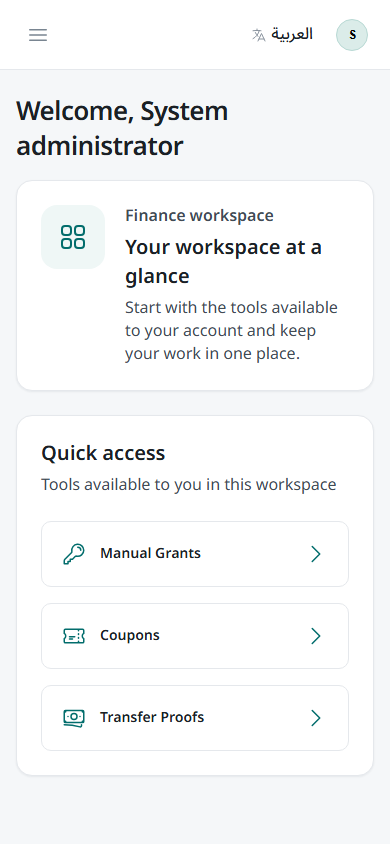 العربية
S
Welcome, System
administrator
Finance workspace
Your workspace at a
glance
Start with the tools available
to your account and keep
your work in one place.
Quick access
Tools available to you in this workspace
Manual Grants
Coupons
Transfer Proofs